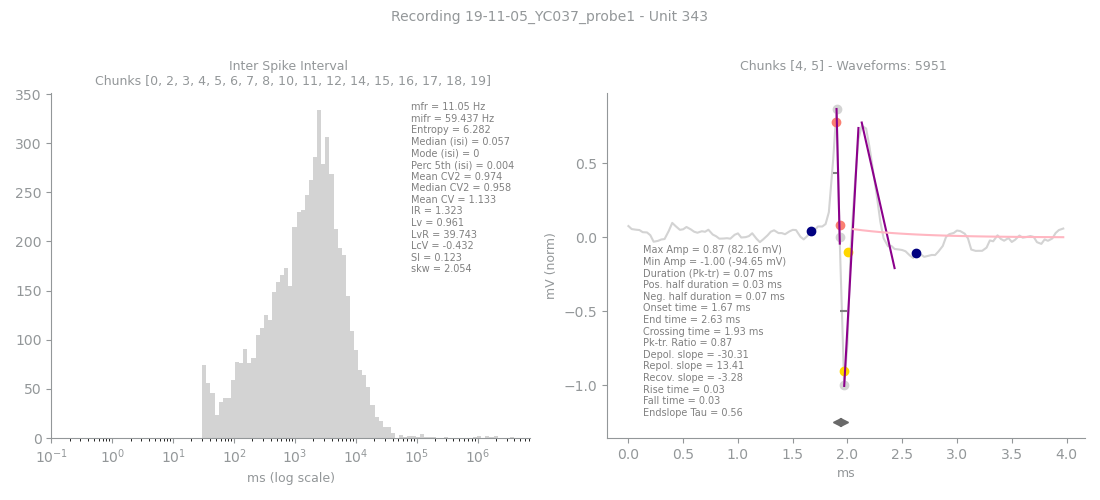 Recording 19-11-05_YC037_probe1 - Unit 343
Inter Spike Interval
Chunks [0, 2, 3, 4, 5, 6, 7, 8, 10, 11, 12, 14, 15, 16, 17, 18, 19]
350
300
250
200
150
100
50
0
mfr = 11.05 Hz
mifr = 59.437 Hz
Entropy = 6.282
Median (isi) = 0.057
Mode (isi) = 0
Perc 5th (isi) = 0.004
Mean CV2 = 0.974
Median CV2 = 0.958
Mean CV = 1.133
IR = 1.323
Lv = 0.961
LvR = 39.743
LcV = -0.432
SI = 0.123
skw = 2.054
10⁻¹ 10⁰ 10¹ 10² 10³ 10⁴ 10⁵ 10⁶
ms (log scale)
Chunks [4, 5] - Waveforms: 5951
mV (norm)
0.5
0.0
−0.5
−1.0
Max Amp = 0.87 (82.16 mV)
Min Amp = -1.00 (-94.65 mV)
Duration (Pk-tr) = 0.07 ms
Pos. half duration = 0.03 ms
Neg. half duration = 0.07 ms
Onset time = 1.67 ms
End time = 2.63 ms
Crossing time = 1.93 ms
Pk-tr. Ratio = 0.87
Depol. slope = -30.31
Repol. slope = 13.41
Recov. slope = -3.28
Rise time = 0.03
Fall time = 0.03
Endslope Tau = 0.56
0.0 0.5 1.0 1.5 2.0 2.5 3.0 3.5 4.0
ms